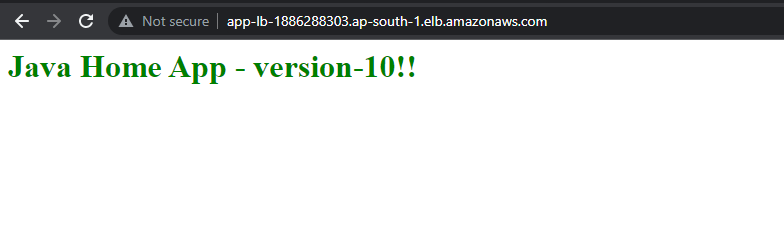 Not secure | app-lb-1886288303.ap-south-1.elb.amazonaws.com
Java Home App - version-10!!